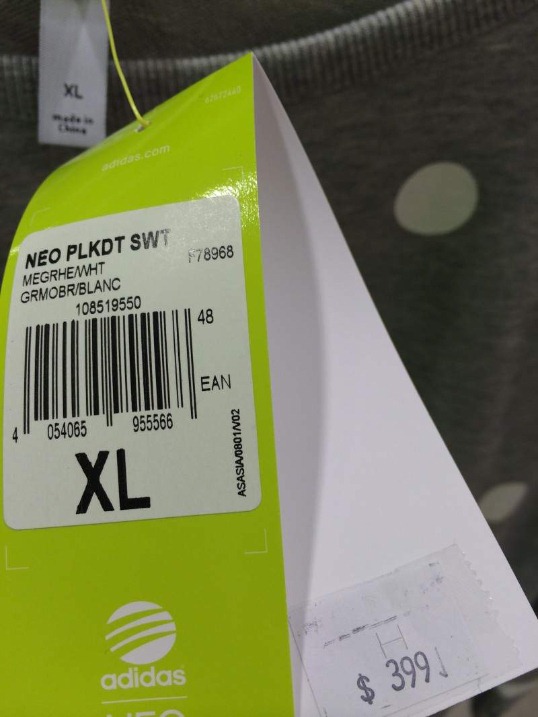 XL
made in
China
adidas.com
NEO PLKDT SWT
F78968
MEGRHE/WHT
GRMOBR/BLANC
108519550
48
EAN
4 054065 955566
ASASIA/0801/V02
XL
adidas
NEO
$ 399